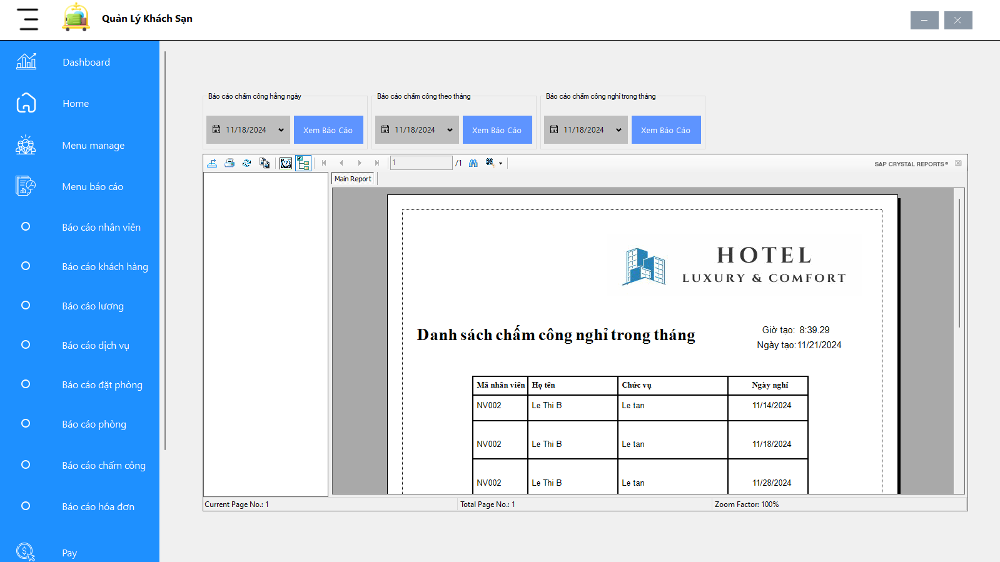 Quản Lý Khách Sạn
Dashboard
Home
Menu manage
Menu báo cáo
Báo cáo nhân viên
Báo cáo khách hàng
Báo cáo lương
Báo cáo dịch vụ
Báo cáo đặt phòng
Báo cáo phòng
Báo cáo chấm công
Báo cáo hóa đơn
Pay
Báo cáo chấm công hằng ngày
11/18/2024 Xem Báo Cáo
Báo cáo chấm công theo tháng
11/18/2024 Xem Báo Cáo
Báo cáo chấm công nghỉ trong tháng
11/18/2024 Xem Báo Cáo
1 /1
SAP CRYSTAL REPORTS®
Main Report
HOTEL
LUXURY & COMFORT
Danh sách chấm công nghỉ trong tháng
Giờ tạo: 8:39.29
Ngày tạo: 11/21/2024
Mã nhân viên Họ tên Chức vụ Ngày nghỉ
NV002 Le Thi B Le tan 11/14/2024
NV002 Le Thi B Le tan 11/18/2024
NV002 Le Thi B Le tan 11/28/2024
Current Page No.: 1 Total Page No.: 1 Zoom Factor: 100%